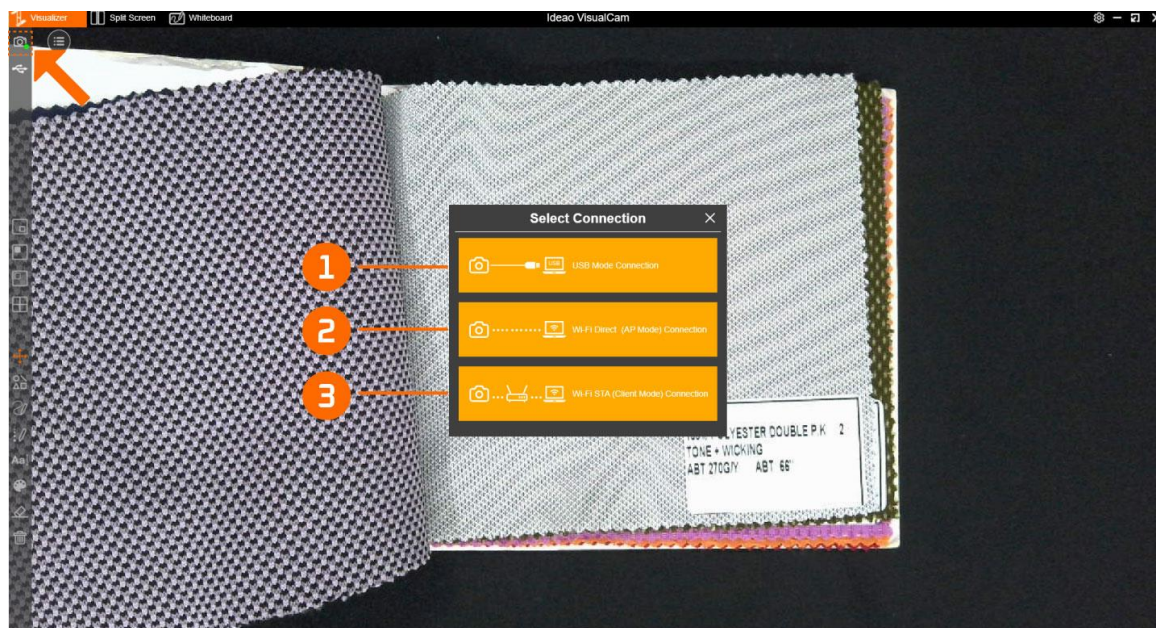 Visualizer
Split Screen
Whiteboard
Ideao VisualCam
Select Connection
1
USB
USB Mode Connection
2
Wi-Fi Direct (AP Mode) Connection
3
Wi-Fi STA (Client Mode) Connection
DOUBLE P.K 2
TONE + WICKING
ABT 270G/Y ABT 66"
Aa